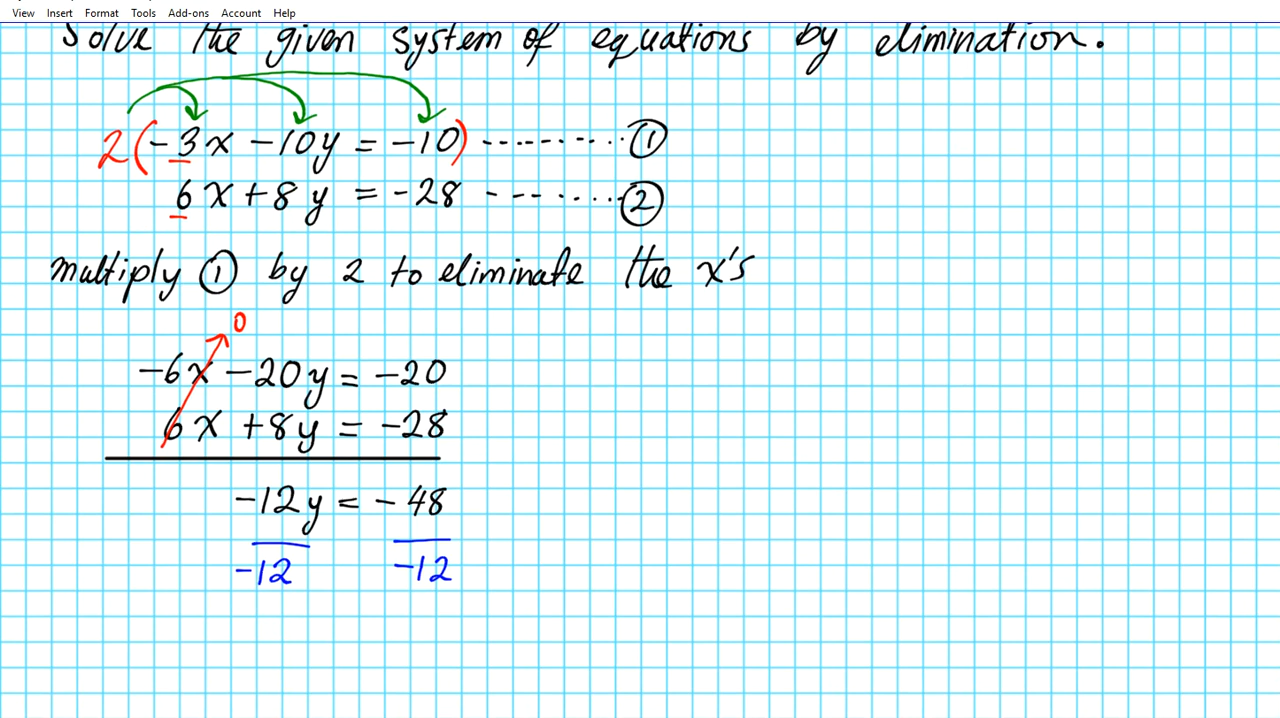 View Insert Format Tools Add-ons Account Help
Solve the given system of equations by elimination.
2(-3x -10y = -10) ---------- ①
6x +8y = -28 ---------- ②
multiply ① by 2 to eliminate the x's
0
-6x -20y = -20
6x +8y = -28
-12y = -48
-12 -12